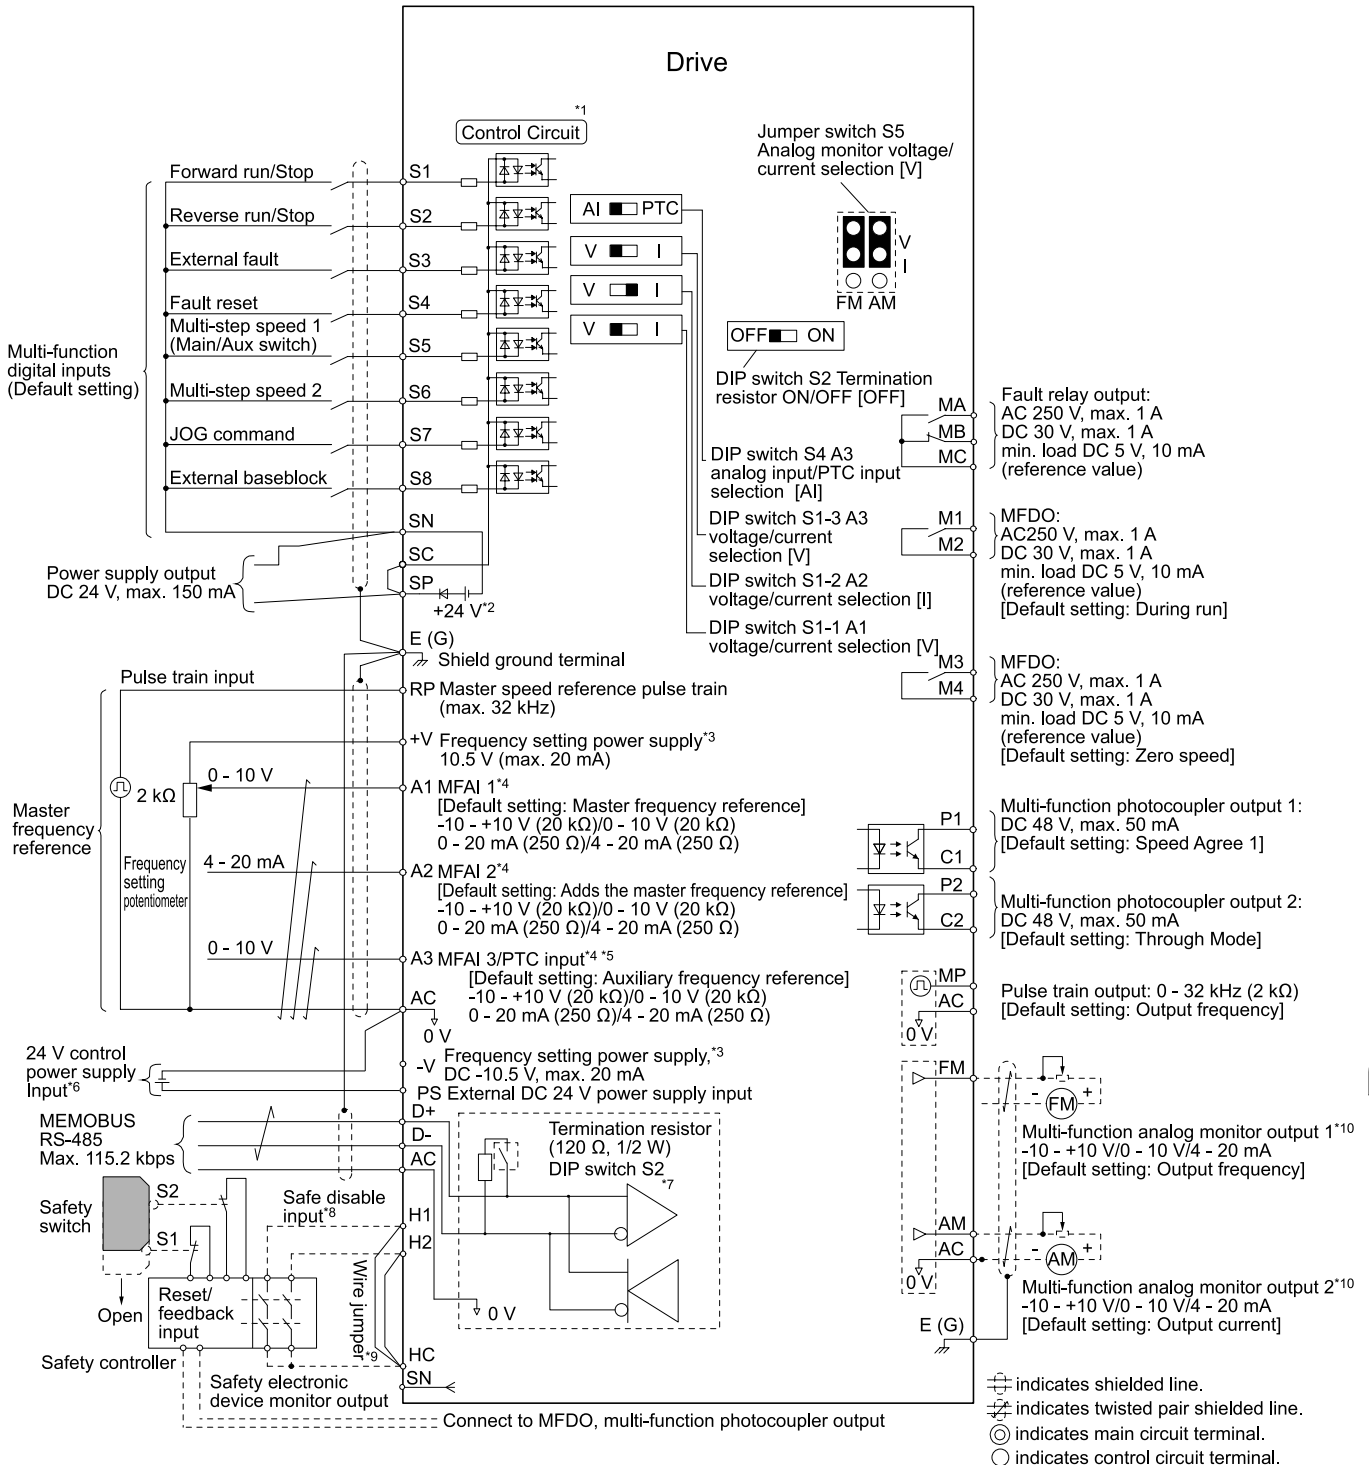 Drive
*1
Control Circuit
Jumper switch S5
Analog monitor voltage/
current selection [V]
V
I
FM AM
Forward run/Stop
S1
Reverse run/Stop
S2
External fault
S3
Fault reset
S4
Multi-step speed 1
(Main/Aux switch)
S5
Multi-step speed 2
S6
JOG command
S7
External baseblock
S8
Multi-function
digital inputs
(Default setting)
AI PTC
V I
V I
V I
OFF ON
DIP switch S2 Termination
resistor ON/OFF [OFF]
DIP switch S4 A3
analog input/PTC input
selection [AI]
DIP switch S1-3 A3
voltage/current
selection [V]
DIP switch S1-2 A2
voltage/current selection [I]
DIP switch S1-1 A1
voltage/current selection [V]
SN
SC
SP
+24 V*2
Power supply output
DC 24 V, max. 150 mA
E (G)
Shield ground terminal
Pulse train input
RP Master speed reference pulse train
(max. 32 kHz)
+V Frequency setting power supply*3
10.5 V (max. 20 mA)
0 - 10 V
2 kΩ
A1 MFAI 1*4
[Default setting: Master frequency reference]
-10 - +10 V (20 kΩ)/0 - 10 V (20 kΩ)
0 - 20 mA (250 Ω)/4 - 20 mA (250 Ω)
Master
frequency
reference
Frequency
setting
potentiometer
4 - 20 mA
A2 MFAI 2*4
[Default setting: Adds the master frequency reference]
-10 - +10 V (20 kΩ)/0 - 10 V (20 kΩ)
0 - 20 mA (250 Ω)/4 - 20 mA (250 Ω)
0 - 10 V
A3 MFAI 3/PTC input*4 *5
[Default setting: Auxiliary frequency reference]
-10 - +10 V (20 kΩ)/0 - 10 V (20 kΩ)
0 - 20 mA (250 Ω)/4 - 20 mA (250 Ω)
AC
0 V
24 V control
power supply
Input*6
-V Frequency setting power supply,*3
DC -10.5 V, max. 20 mA
PS External DC 24 V power supply input
MEMOBUS
RS-485
Max. 115.2 kbps
D+
D-
AC
Termination resistor
(120 Ω, 1/2 W)
DIP switch S2
*7
0 V
Safety
switch
S2
S1
Open
Safe disable
input*8
H1
H2
Wire jumper*9
Reset/
feedback
input
HC
SN
Safety controller
Safety electronic
device monitor output
Connect to MFDO, multi-function photocoupler output
MA
MB
MC
Fault relay output:
AC 250 V, max. 1 A
DC 30 V, max. 1 A
min. load DC 5 V, 10 mA
(reference value)
M1
M2
MFDO:
AC250 V, max. 1 A
DC 30 V, max. 1 A
min. load DC 5 V, 10 mA
(reference value)
[Default setting: During run]
M3
M4
MFDO:
AC 250 V, max. 1 A
DC 30 V, max. 1 A
min. load DC 5 V, 10 mA
(reference value)
[Default setting: Zero speed]
P1
C1
Multi-function photocoupler output 1:
DC 48 V, max. 50 mA
[Default setting: Speed Agree 1]
P2
C2
Multi-function photocoupler output 2:
DC 48 V, max. 50 mA
[Default setting: Through Mode]
MP
AC
0 V
Pulse train output: 0 - 32 kHz (2 kΩ)
[Default setting: Output frequency]
FM
- FM +
Multi-function analog monitor output 1*10
-10 - +10 V/0 - 10 V/4 - 20 mA
[Default setting: Output frequency]
AM
AC
0 V
- AM +
Multi-function analog monitor output 2*10
-10 - +10 V/0 - 10 V/4 - 20 mA
[Default setting: Output current]
E (G)
indicates shielded line.
indicates twisted pair shielded line.
indicates main circuit terminal.
indicates control circuit terminal.